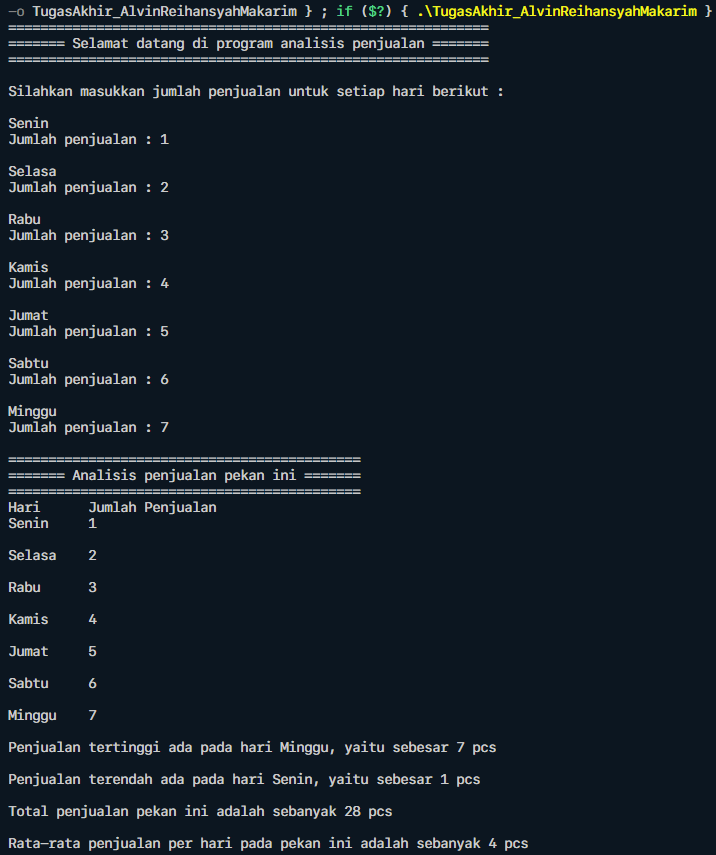 -o TugasAkhir_AlvinReihansyahMakarim } ; if ($?) { .\TugasAkhir_AlvinReihansyahMakarim }
============================================================
======= Selamat datang di program analisis penjualan =======
============================================================
Silahkan masukkan jumlah penjualan untuk setiap hari berikut :
Senin
Jumlah penjualan : 1
Selasa
Jumlah penjualan : 2
Rabu
Jumlah penjualan : 3
Kamis
Jumlah penjualan : 4
Jumat
Jumlah penjualan : 5
Sabtu
Jumlah penjualan : 6
Minggu
Jumlah penjualan : 7
============================================
======= Analisis penjualan pekan ini =======
============================================
Hari      Jumlah Penjualan
Senin     1
Selasa    2
Rabu      3
Kamis     4
Jumat     5
Sabtu     6
Minggu    7
Penjualan tertinggi ada pada hari Minggu, yaitu sebesar 7 pcs
Penjualan terendah ada pada hari Senin, yaitu sebesar 1 pcs
Total penjualan pekan ini adalah sebanyak 28 pcs
Rata-rata penjualan per hari pada pekan ini adalah sebanyak 4 pcs